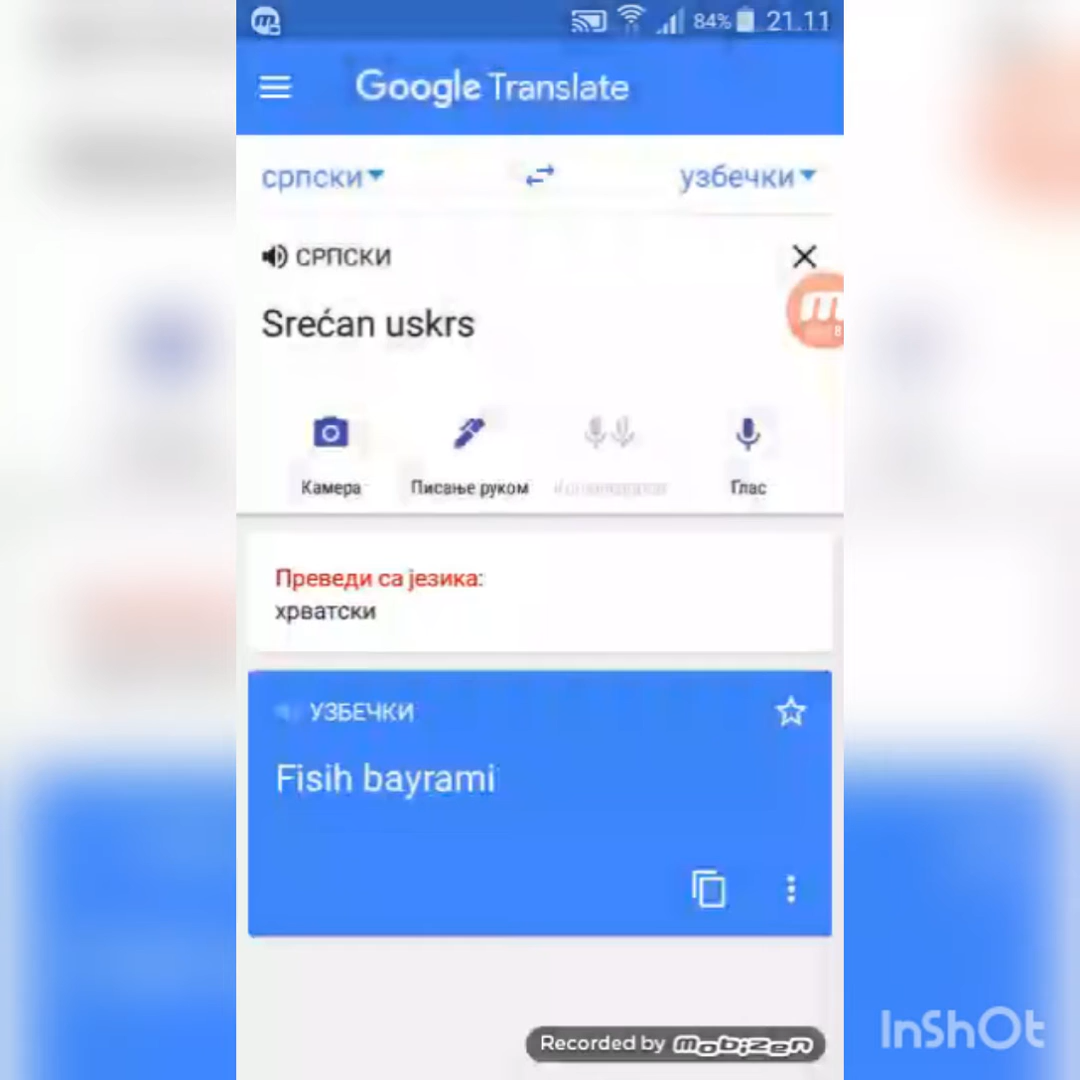 84% 21.11
Google Translate
српски узбечки
СРПСКИ
Srećan uskrs
Камера Писање руком Глас
Преведи са језика:
хрватски
УЗБЕЧКИ
Fisih bayrami
Recorded by mobizen
InShOt